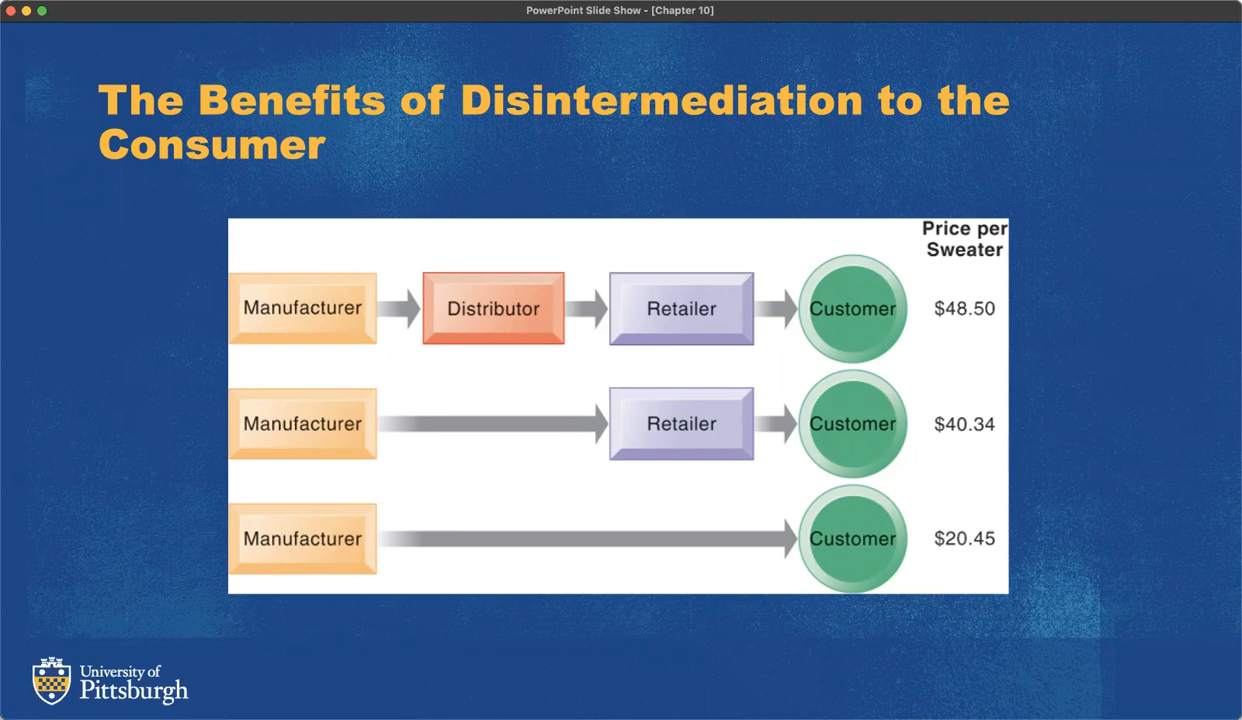 PowerPoint Slide Show - [Chapter 10]
The Benefits of Disintermediation to the
Consumer
Price per
Sweater
Manufacturer Distributor Retailer Customer $48.50
Manufacturer Retailer Customer $40.34
Manufacturer Customer $20.45
University of
Pittsburgh